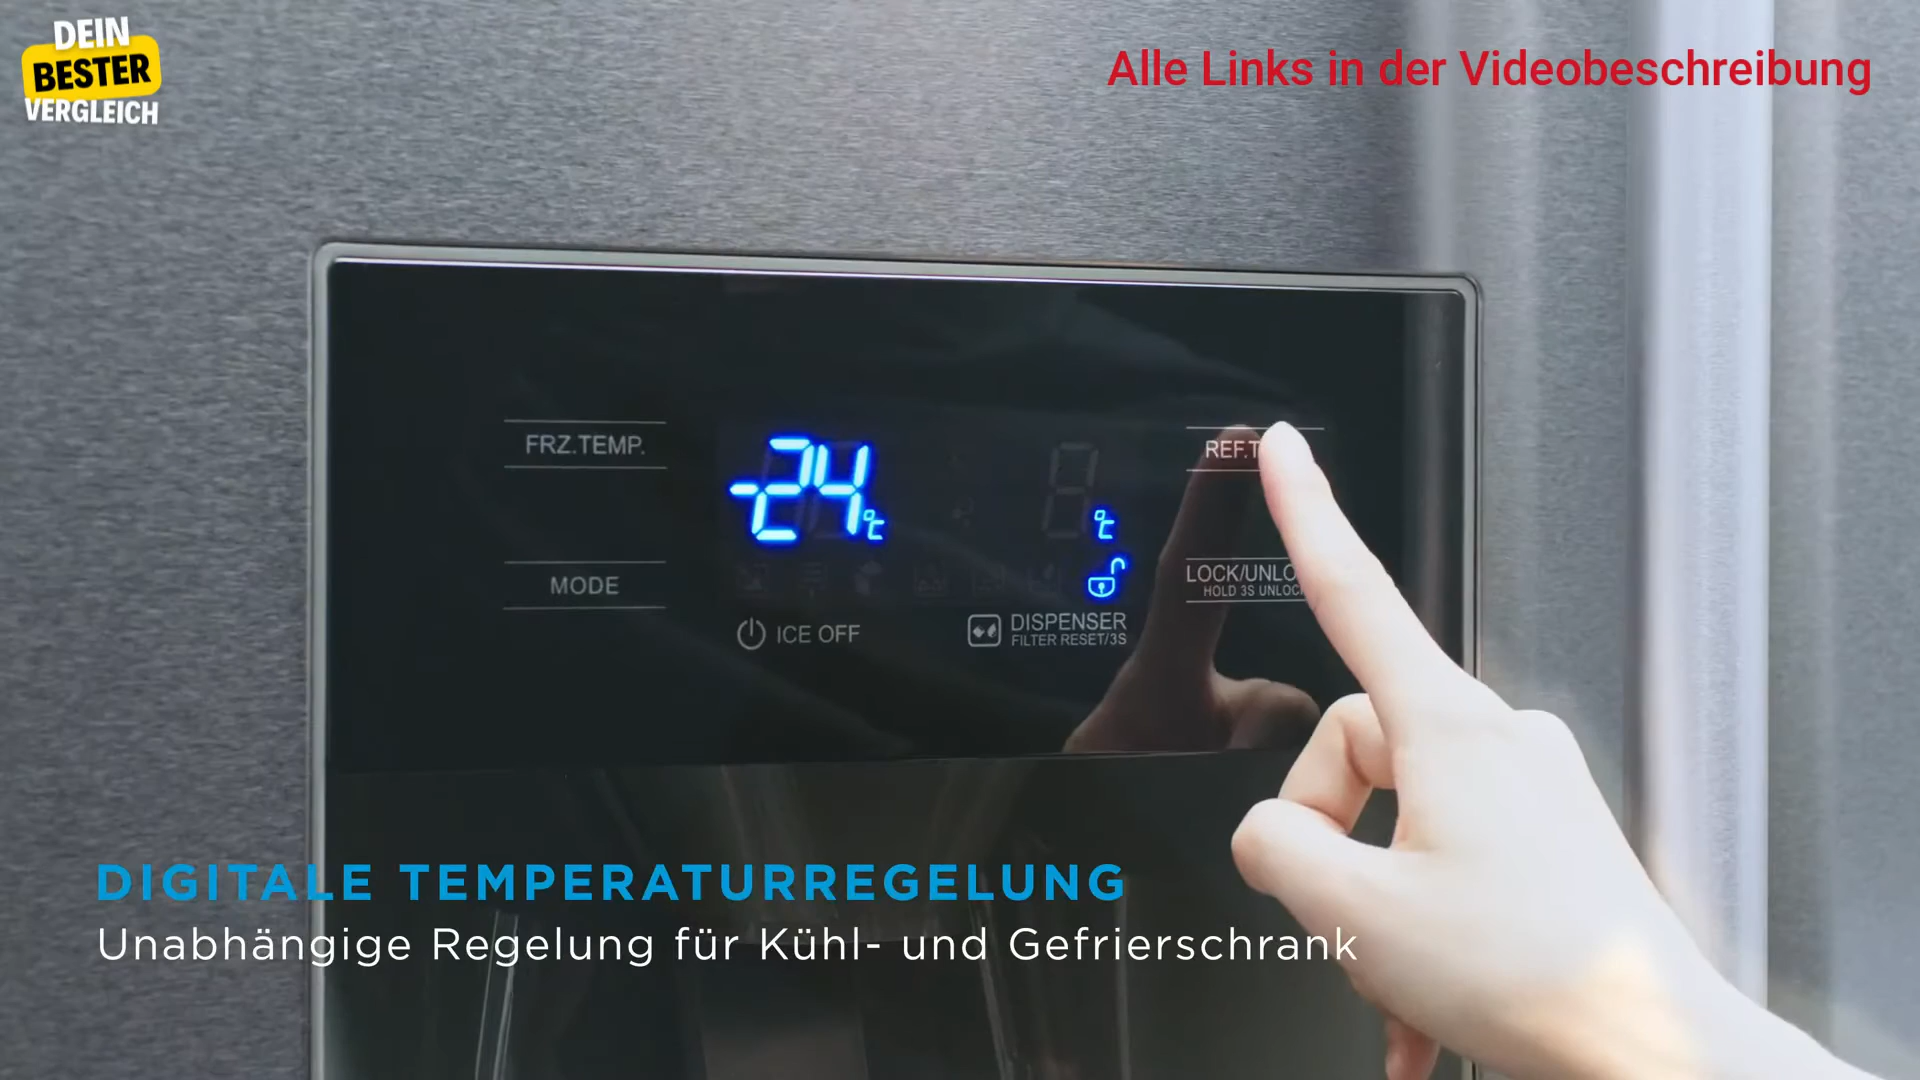 DEIN
BESTER
VERGLEICH
Alle Links in der Videobeschreibung
FRZ.TEMP.
-24°C
°C
REF.T
MODE
LOCK/UNLO
HOLD 3S UNLOC
ICE OFF
DISPENSER
FILTER RESET/3S
DIGITALE TEMPERATURREGELUNG
Unabhängige Regelung für Kühl- und Gefrierschrank